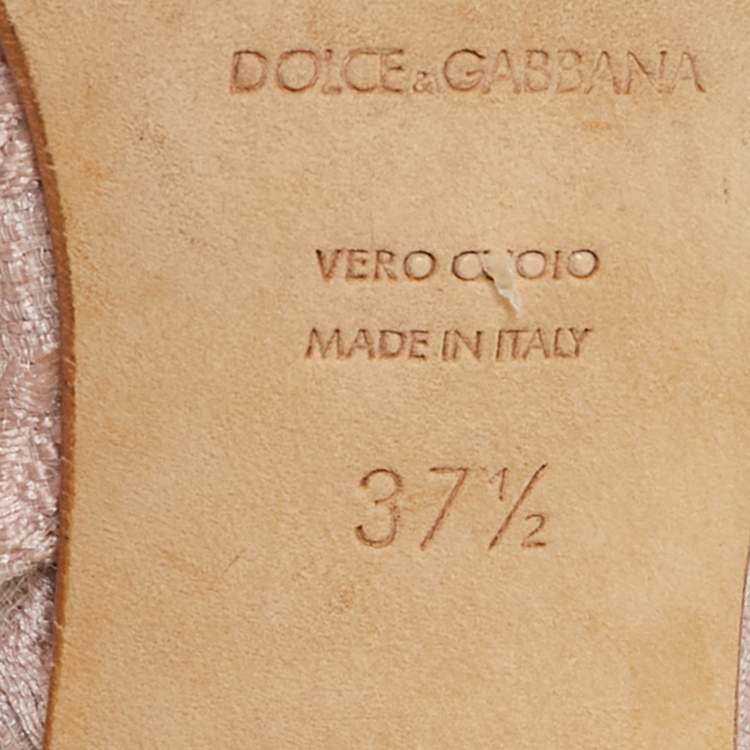 DOLCE&GABBANA
VERO CUOIO
MADE IN ITALY
37½